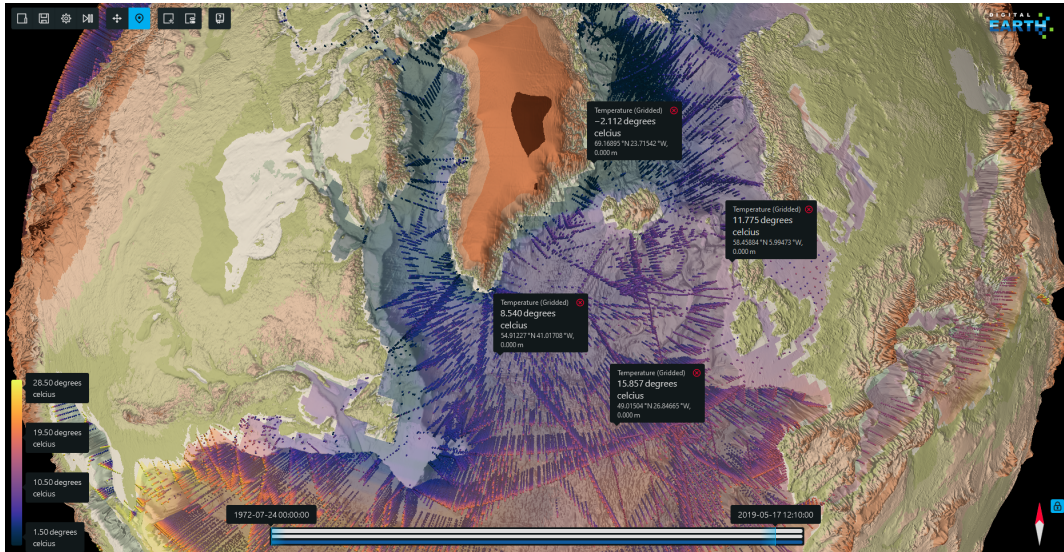 DIGITAL
EARTH
Temperature (Gridded)
−2.112 degrees
celcius
69.16895 °N 23.71542 °W,
0.000 m
Temperature (Gridded)
11.775 degrees
celcius
58.45884 °N 5.99473 °W,
0.000 m
Temperature (Gridded)
8.540 degrees
celcius
54.91227 °N 41.01708 °W,
0.000 m
Temperature (Gridded)
15.857 degrees
celcius
49.01504 °N 26.84665 °W,
0.000 m
28.50 degrees
celcius
19.50 degrees
celcius
10.50 degrees
celcius
1.50 degrees
celcius
1972-07-24 00:00:00
2019-05-17 12:10:00